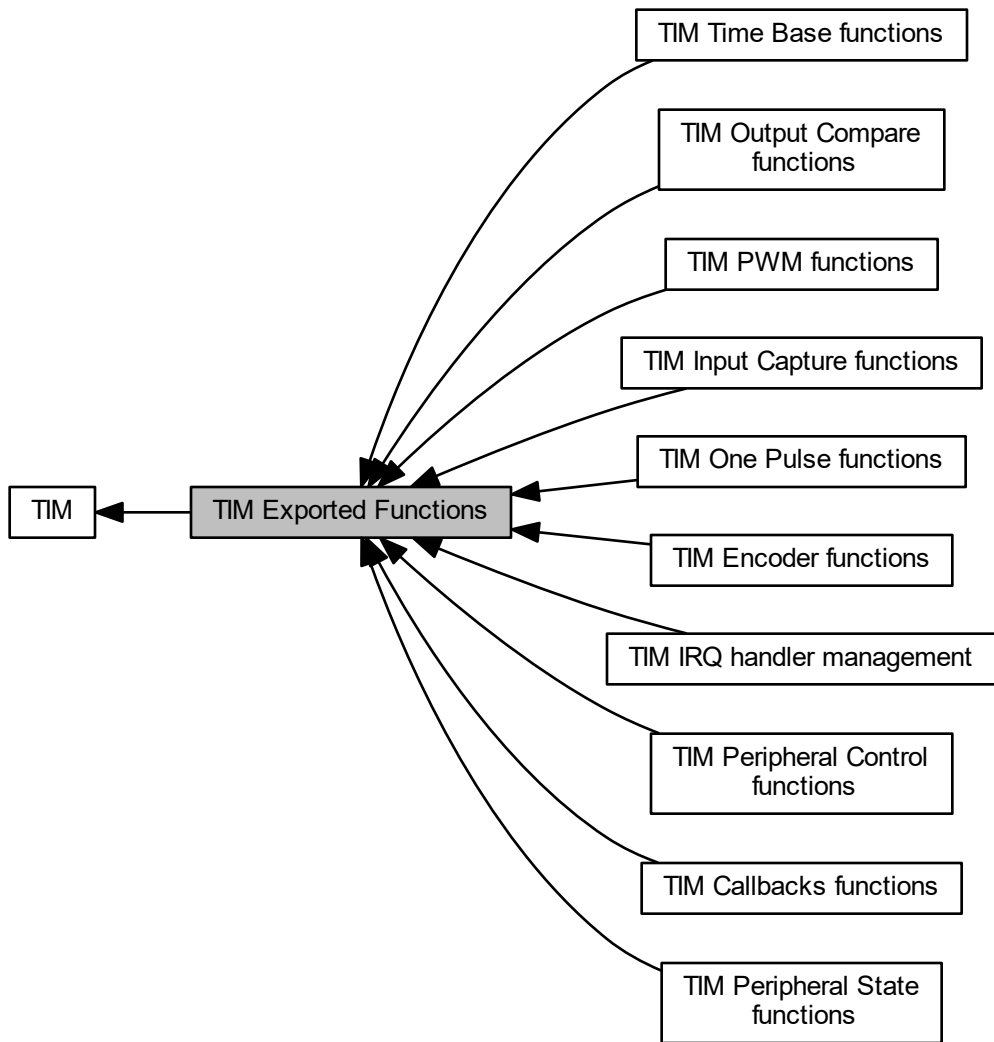 TIM Time Base functions
TIM Output Compare
functions
TIM PWM functions
TIM Input Capture functions
TIM One Pulse functions
TIM
TIM Exported Functions
TIM Encoder functions
TIM IRQ handler management
TIM Peripheral Control
functions
TIM Callbacks functions
TIM Peripheral State
functions